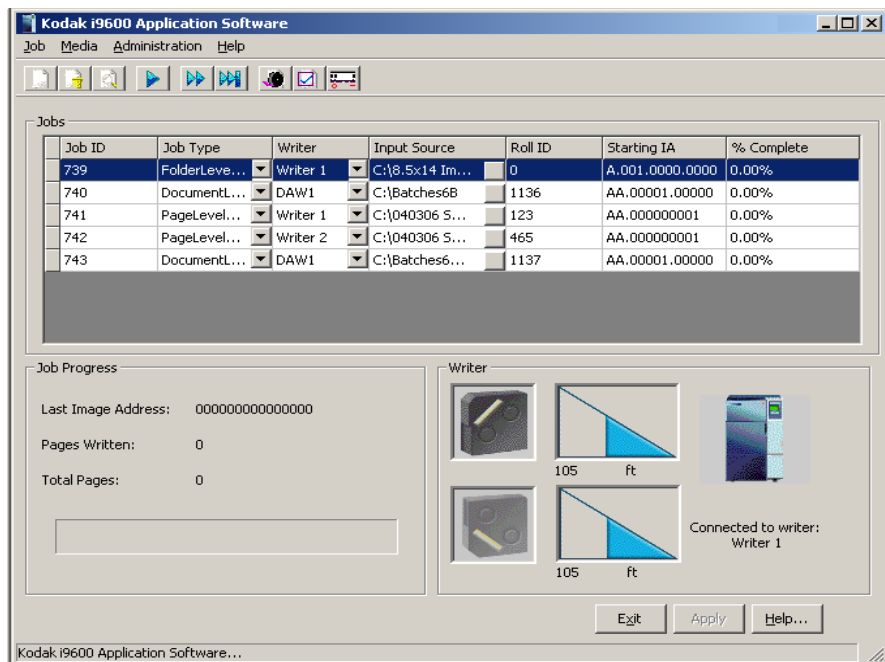 Kodak i9600 Application Software
Job Media Administration Help
Jobs
Job ID Job Type Writer Input Source Roll ID Starting IA % Complete
739 FolderLeve... Writer 1 C:\8.5x14 Im... 0 A.001.0000.0000 0.00%
740 DocumentL... DAW1 C:\Batches6B 1136 AA.00001.00000 0.00%
741 PageLevel... Writer 1 C:\040306 S... 123 AA.000000001 0.00%
742 PageLevel... Writer 2 C:\040306 S... 465 AA.000000001 0.00%
743 DocumentL... DAW1 C:\Batches6... 1137 AA.00001.00000 0.00%
Job Progress
Last Image Address: 000000000000000
Pages Written: 0
Total Pages: 0
Writer
105 ft
105 ft
Connected to writer:
Writer 1
Exit Apply Help...
Kodak i9600 Application Software...